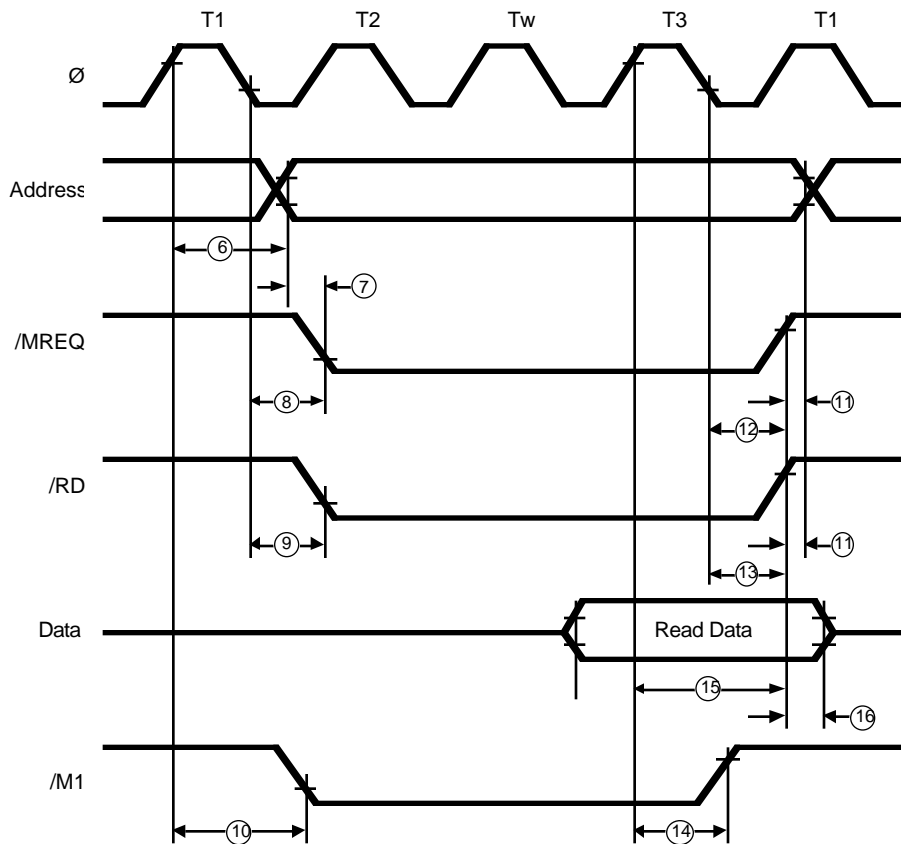 T1 T2 Tw T3 T1
Ø
Address
6
7
/MREQ
8
11
12
/RD
9
11
13
Data Read Data
15
16
/M1
10
14